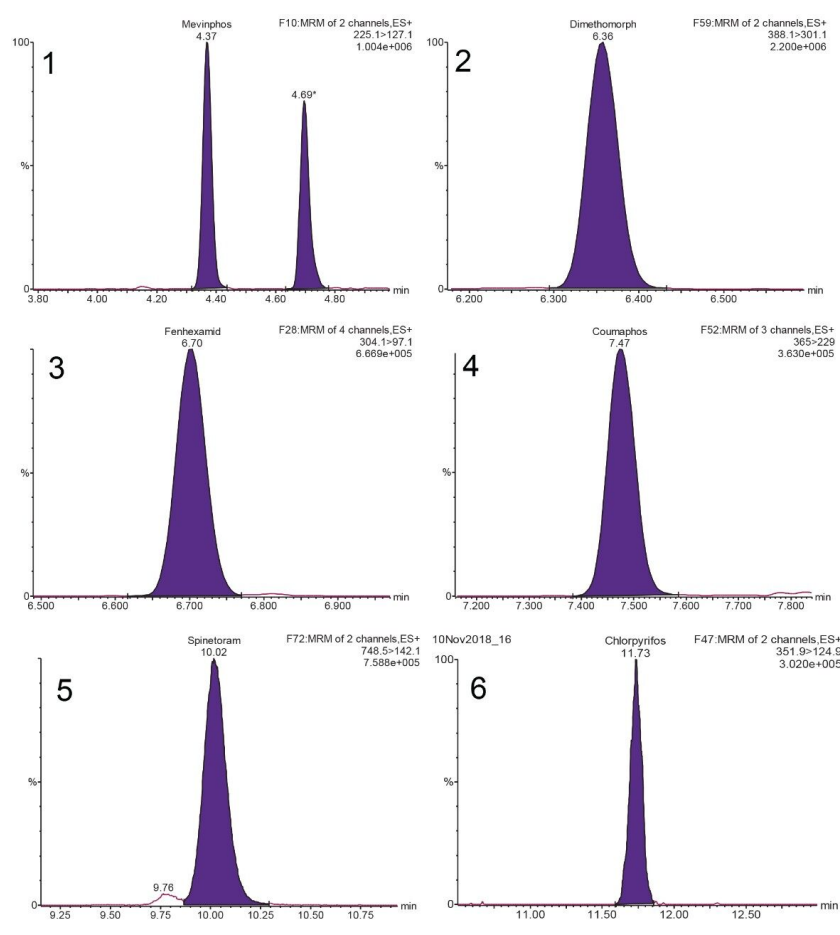 Mevinphos
4.37
F10:MRM of 2 channels,ES+
225.1>127.1
1.004e+006
100
1
4.69*
%
0
3.80 4.00 4.20 4.40 4.60 4.80 min
Dimethomorph
6.36
F59:MRM of 2 channels,ES+
388.1>301.1
2.200e+006
100
2
%
0
6.200 6.300 6.400 6.500 min
Fenhexamid
6.70
F28:MRM of 4 channels,ES+
304.1>97.1
6.669e+005
3
%
0
6.500 6.600 6.700 6.800 6.900 min
Coumaphos
7.47
F52:MRM of 3 channels,ES+
365>229
3.630e+005
4
%
0
7.200 7.300 7.400 7.500 7.600 7.700 7.800 min
Spinetoram
10.02
F72:MRM of 2 channels,ES+
748.5>142.1
7.588e+005
5
%
9.76
0
9.25 9.50 9.75 10.00 10.25 10.50 10.75 min
10Nov2018_16
Chlorpyrifos
11.73
F47:MRM of 2 channels,ES+
351.9>124.9
3.020e+005
100
6
%
0
11.00 11.50 12.00 12.50 min